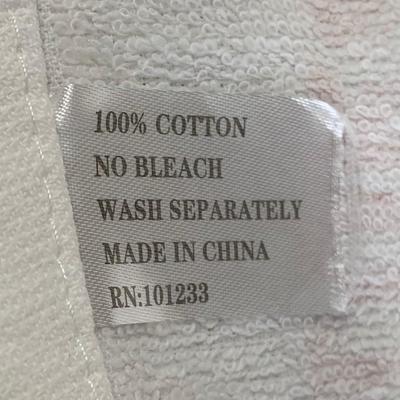 100% COTTON
NO BLEACH
WASH SEPARATELY
MADE IN CHINA
RN:101233